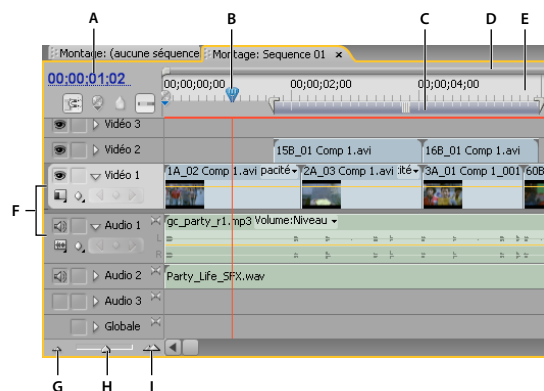 A B C D E
Montage: (aucune séquence Montage: Sequence 01 ×
00;00;01;02
00;00;00;00 00;00;02;00 00;00;04;00
Vidéo 3
Vidéo 2 15B_01 Comp 1.avi 16B_01 Comp 1.avi
Vidéo 1 1A_02 Comp 1.avi pacité 2A_03 Comp 1.avi :ité 3A_01 Comp 1_001 60B
F
Audio 1 gc_party_r1.mp3 Volume:Niveau
L
R
Audio 2 Party_Life_SFX.wav
Audio 3
Globale
G H I